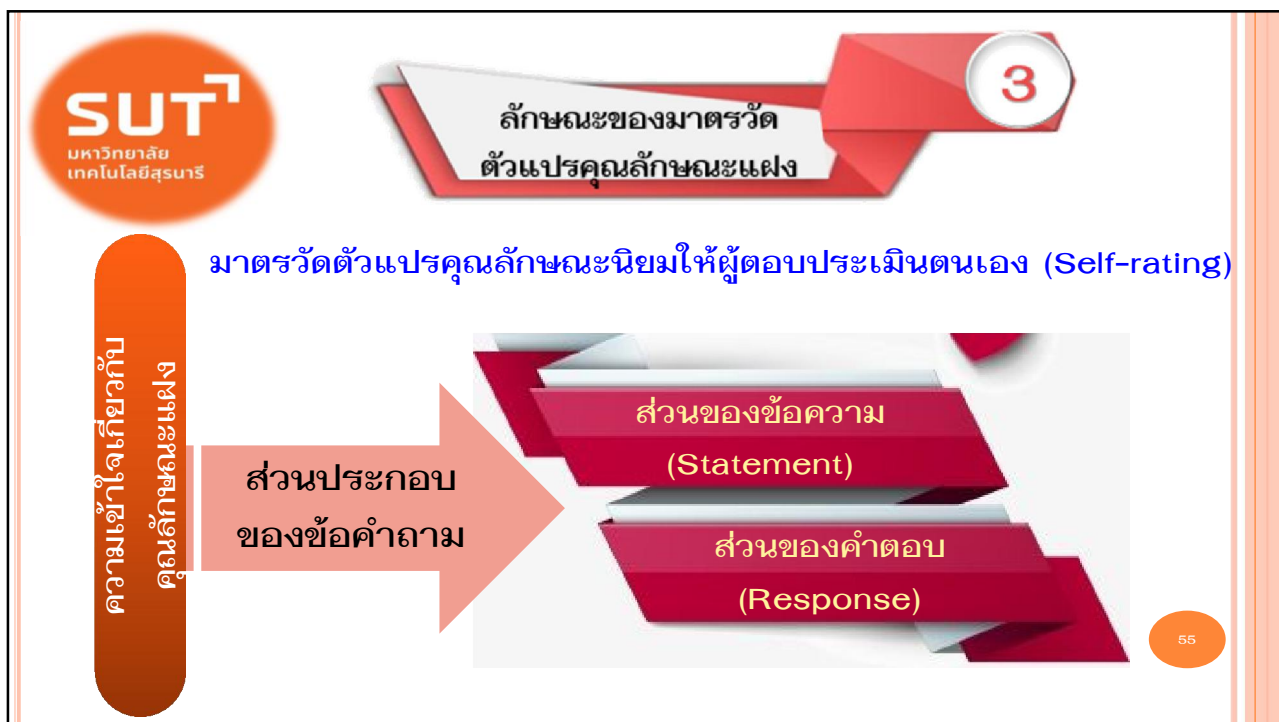 SUT
มหาวิทยาลัย
เทคโนโลยีสุรนารี
ลักษณะของมาตรวัด
ตัวแปรคุณลักษณะแฝง
3
มาตรวัดตัวแปรคุณลักษณะนิยมให้ผู้ตอบประเมินตนเอง (Self-rating)
ความเข้าใจเกี่ยวกับ
คุณลักษณะแฝง
ส่วนประกอบ
ของข้อคำถาม
ส่วนของข้อความ
(Statement)
ส่วนของคำตอบ
(Response)
55